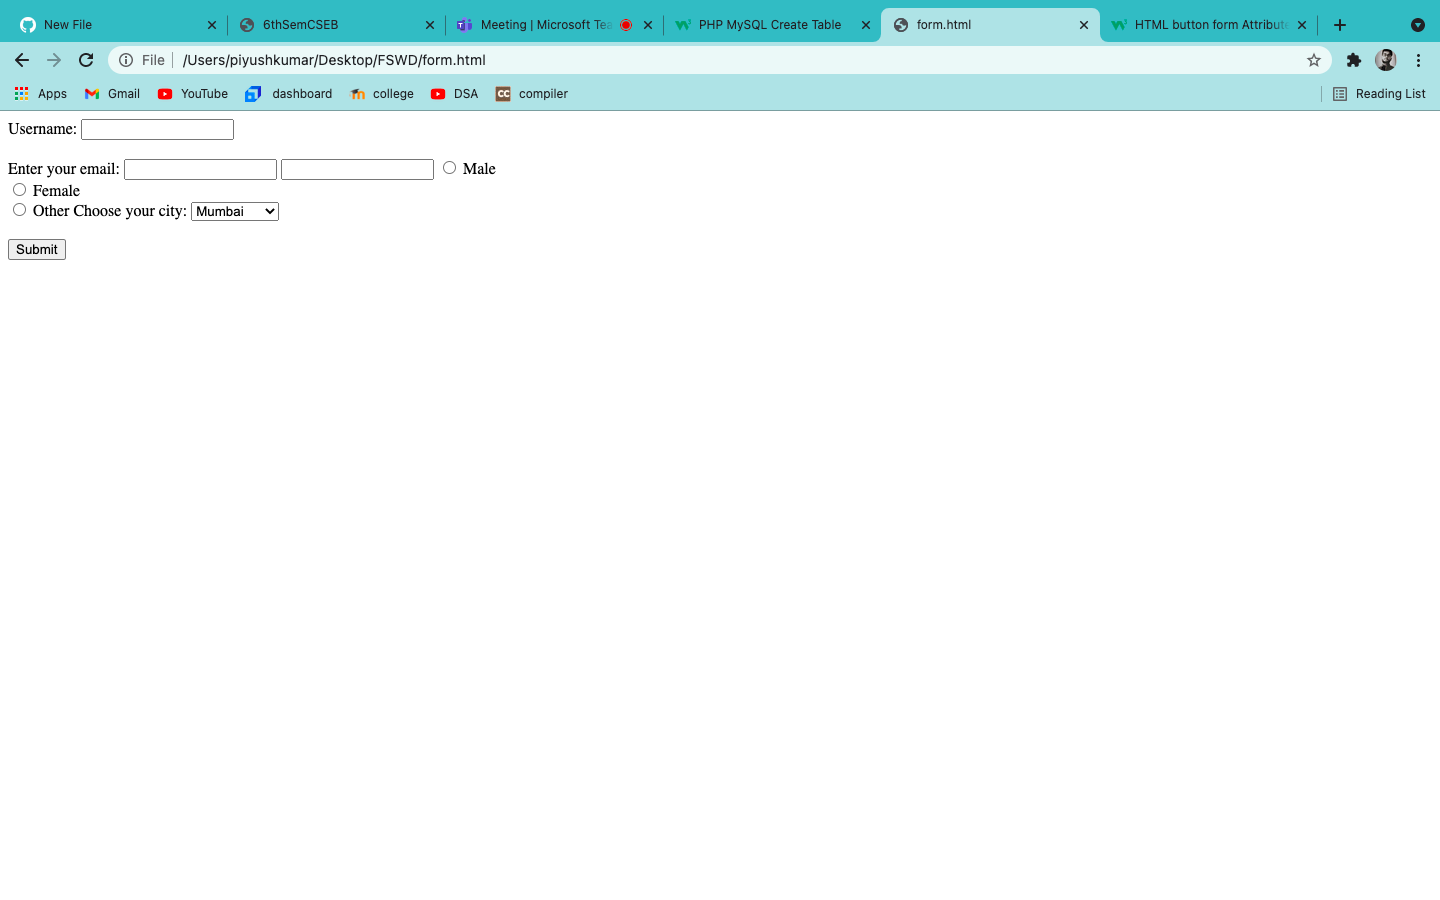 New File
6thSemCSEB
Meeting | Microsoft Tea
PHP MySQL Create Table
form.html
HTML button form Attribute
File
/Users/piyushkumar/Desktop/FSWD/form.html
Apps
Gmail
YouTube
dashboard
college
DSA
CC compiler
Reading List
Username:
Enter your email: Male
Female
Other Choose your city: Mumbai
Submit